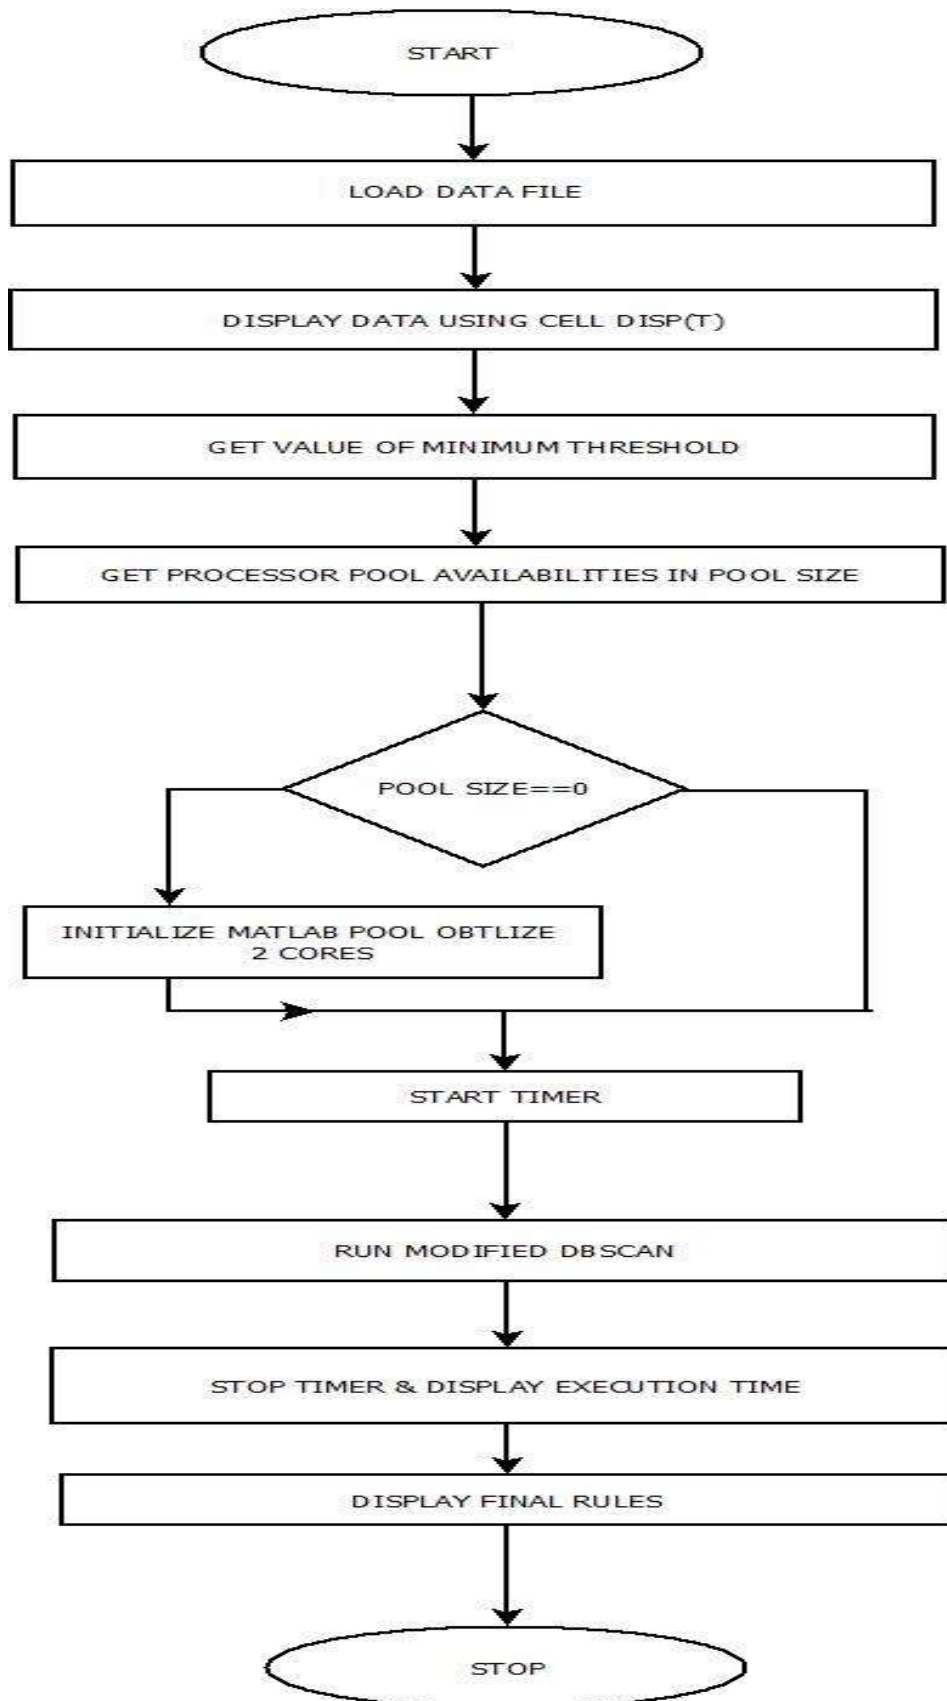 START
LOAD DATA FILE
DISPLAY DATA USING CELL DISP(T)
GET VALUE OF MINIMUM THRESHOLD
GET PROCESSOR POOL AVAILABILITIES IN POOL SIZE
POOL SIZE==0
INITIALIZE MATLAB POOL OBTLIZE
2 CORES
START TIMER
RUN MODIFIED DBSCAN
STOP TIMER & DISPLAY EXECUTION TIME
DISPLAY FINAL RULES
STOP